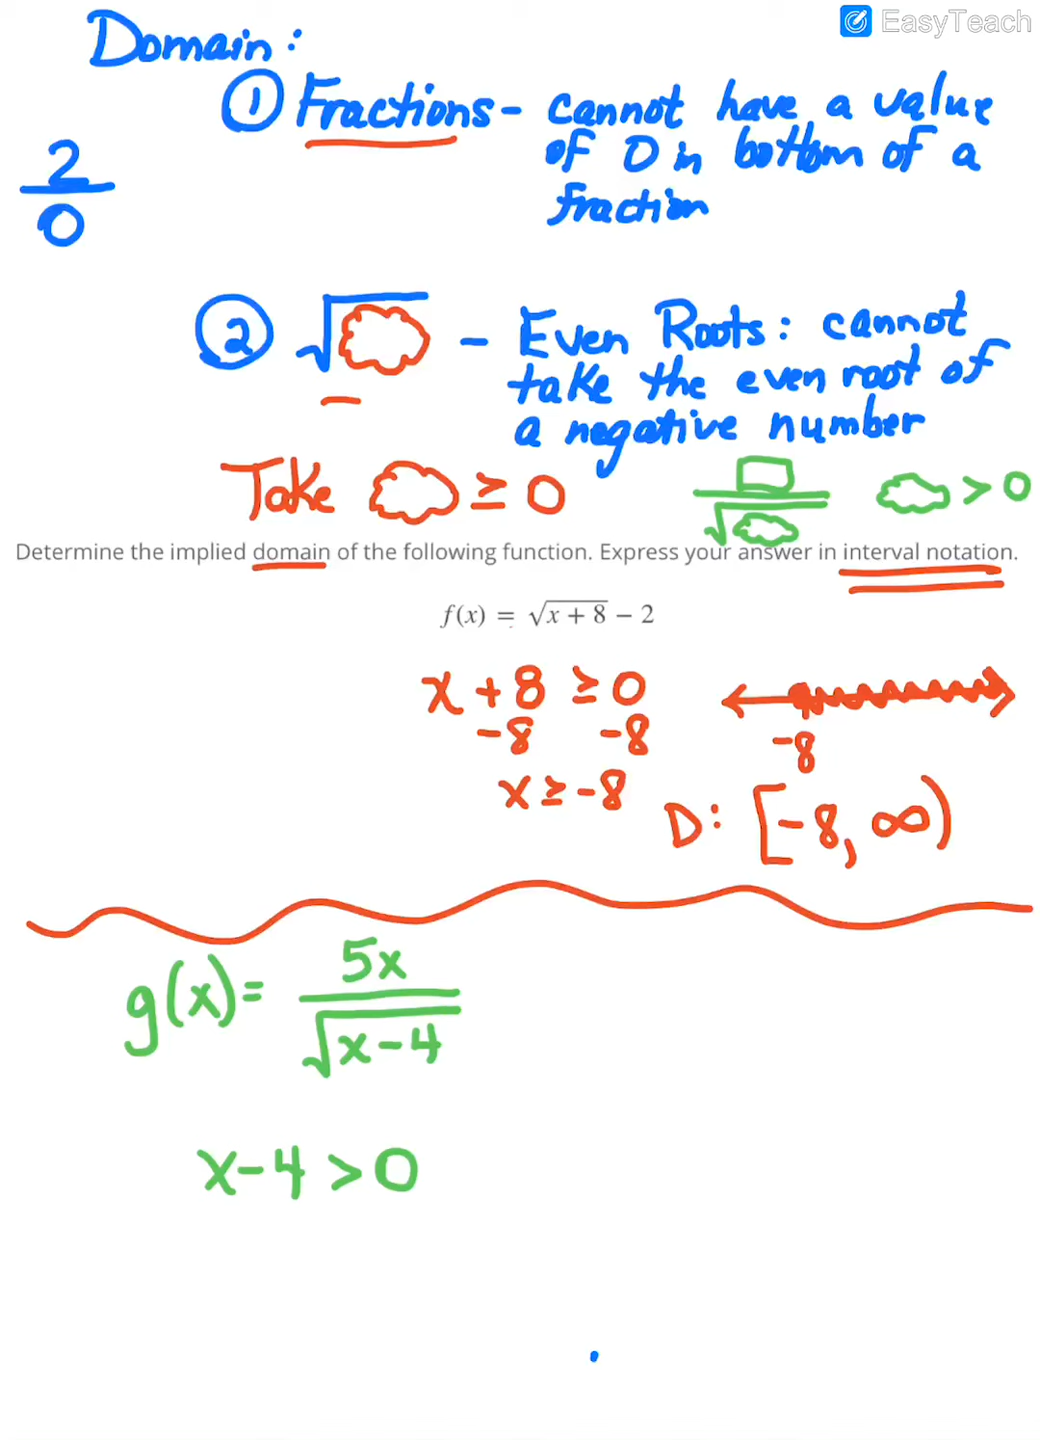 EasyTeach
Domain:
① Fractions - cannot have a value
of 0 in bottom of a
fraction
2
0
② √ - Even Roots: cannot
take the even root of
a negative number
Take ≥ 0
√ > 0
Determine the implied domain of the following function. Express your answer in interval notation.
f(x) = √x + 8 − 2
x + 8 ≥ 0
-8 -8
x ≥ -8
-8
D: [-8, ∞)
g(x) = 5x
√x-4
x-4 > 0